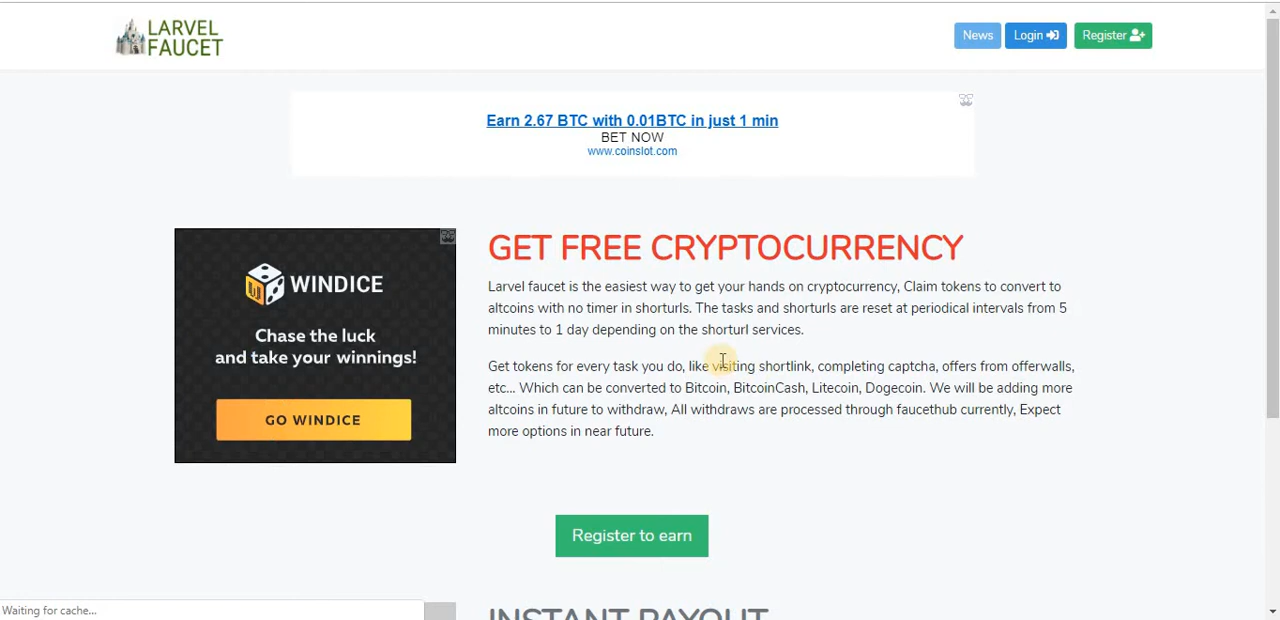 LARVEL
FAUCET
News
Login
Register
Earn 2.67 BTC with 0.01BTC in just 1 min
BET NOW
www.coinslot.com
WINDICE
Chase the luck
and take your winnings!
GO WINDICE
GET FREE CRYPTOCURRENCY
Larvel faucet is the easiest way to get your hands on cryptocurrency, Claim tokens to convert to
altcoins with no timer in shorturls. The tasks and shorturls are reset at periodical intervals from 5
minutes to 1 day depending on the shorturl services.
Get tokens for every task you do, like visiting shortlink, completing captcha, offers from offerwalls,
etc... Which can be converted to Bitcoin, BitcoinCash, Litecoin, Dogecoin. We will be adding more
altcoins in future to withdraw, All withdraws are processed through faucethub currently, Expect
more options in near future.
Register to earn
INSTANT PAYOUT
Waiting for cache...